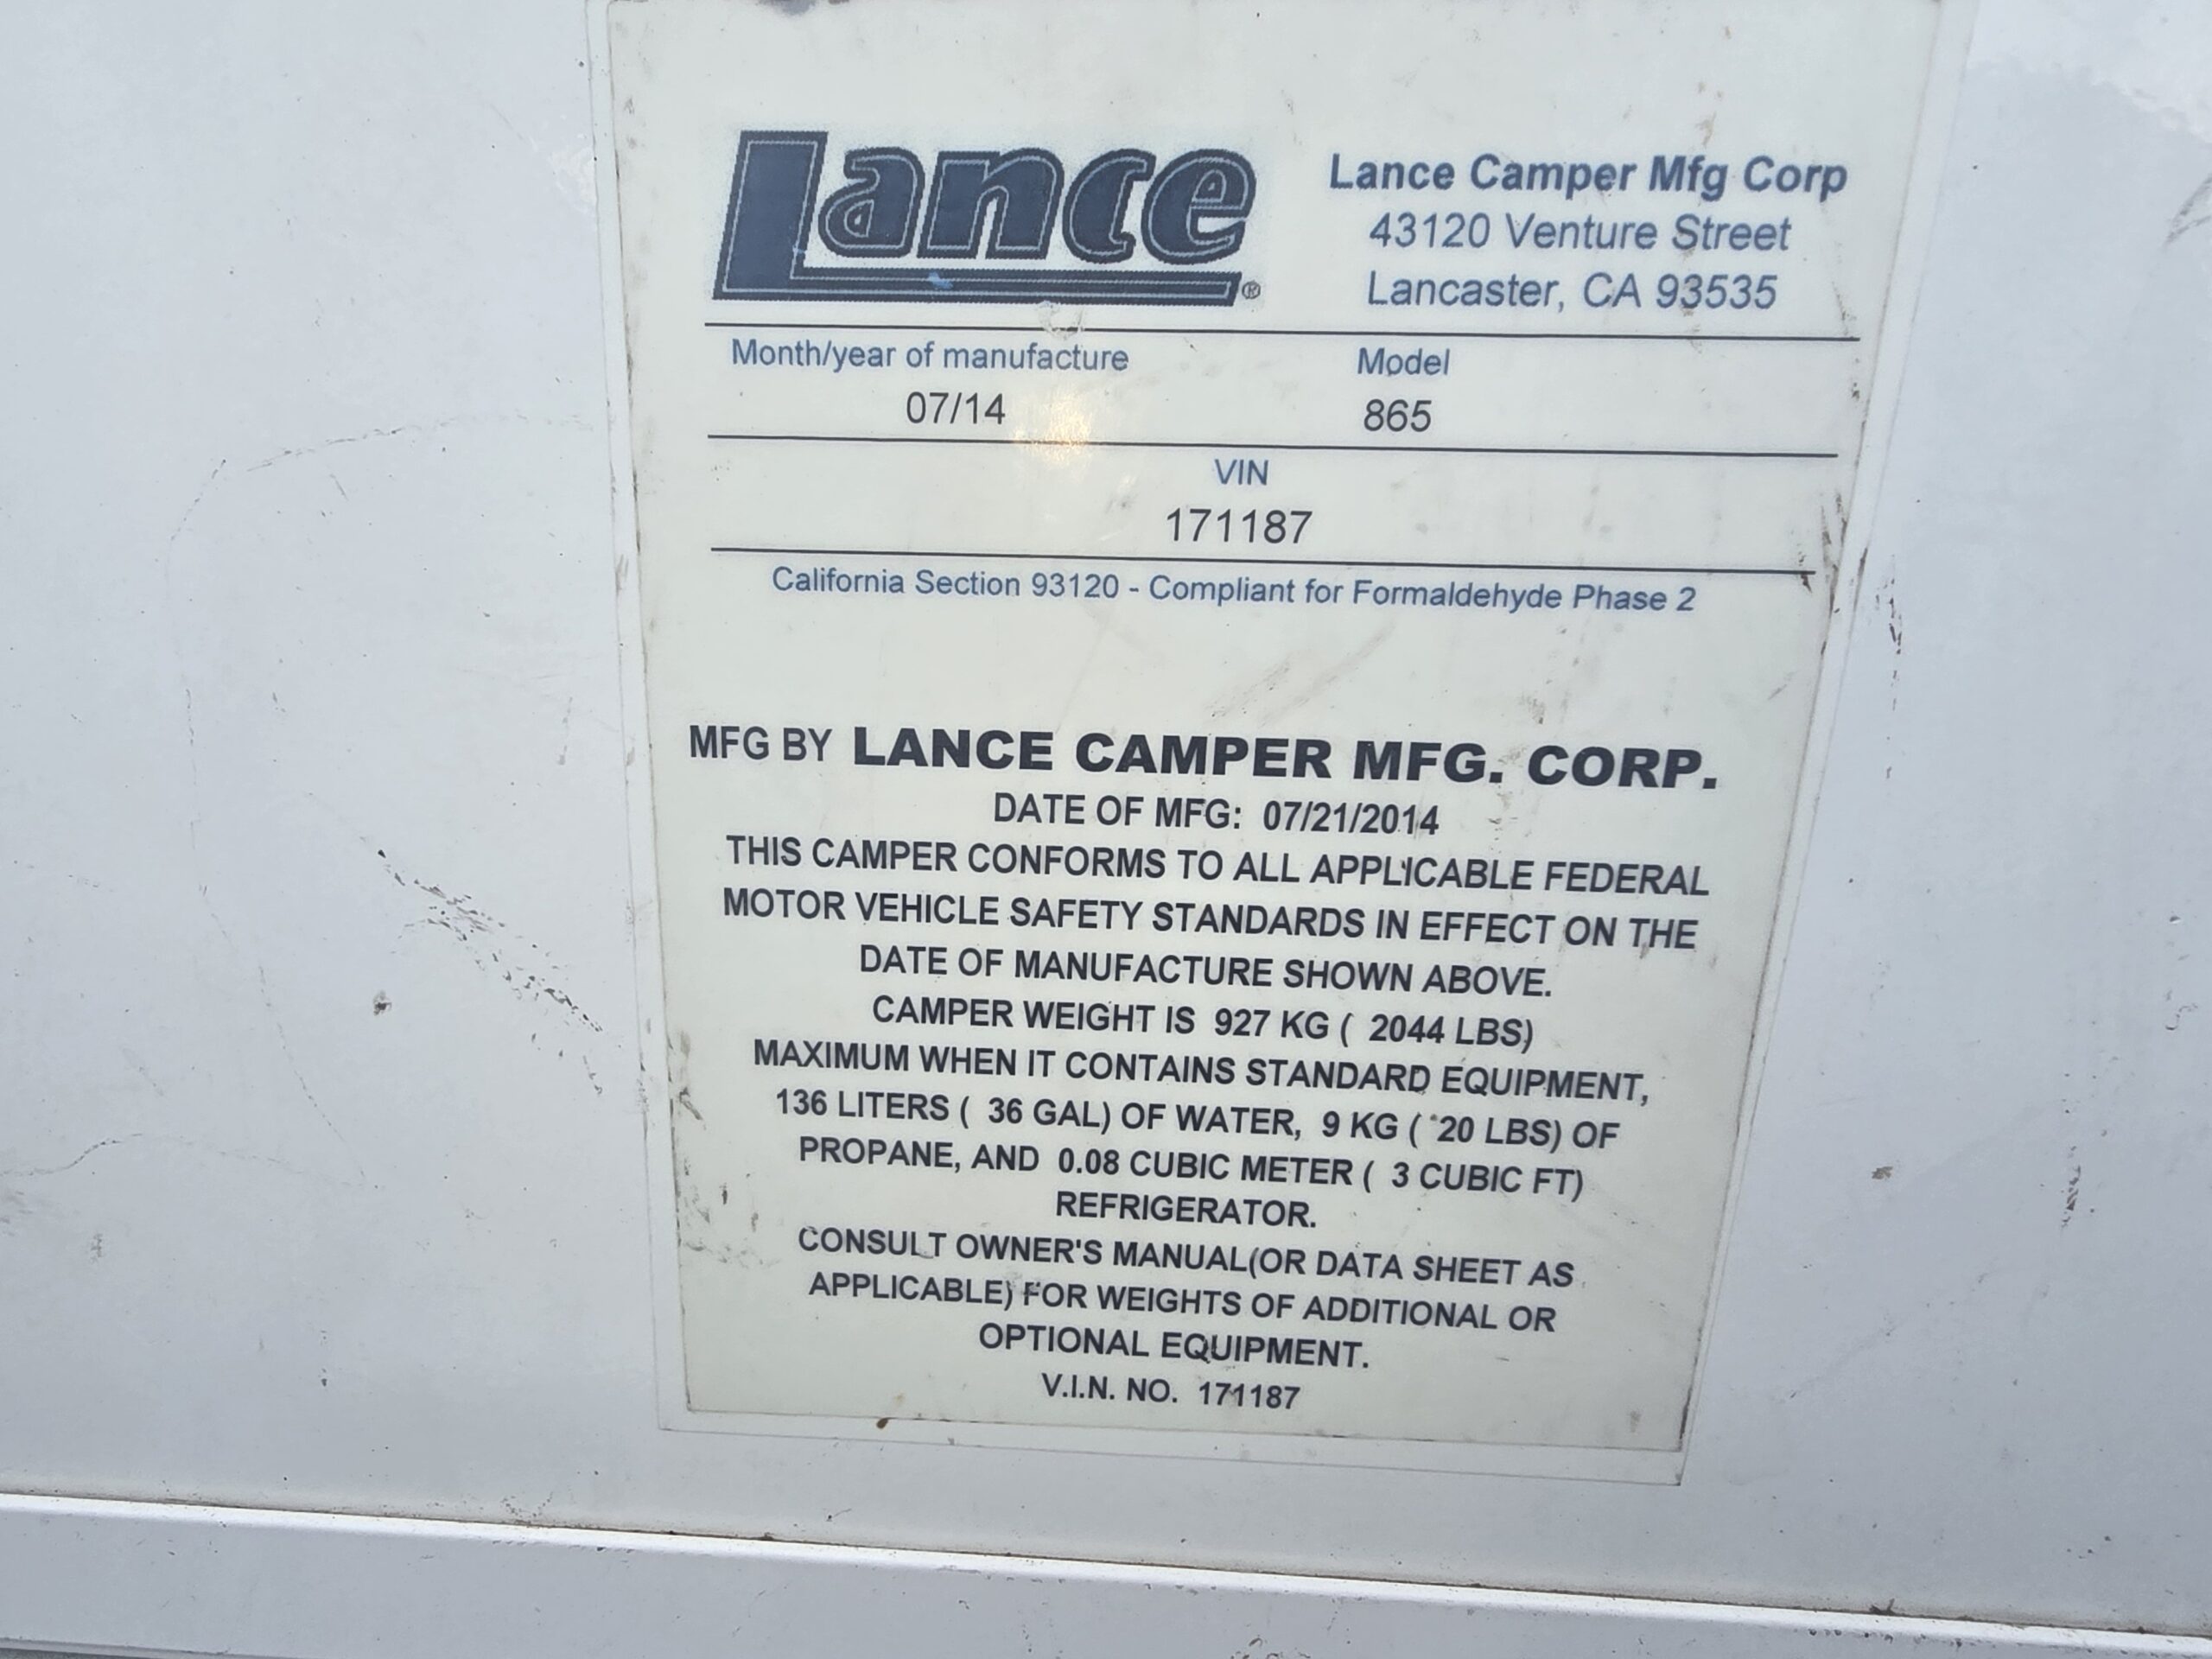 Lance®
Lance Camper Mfg Corp
43120 Venture Street
Lancaster, CA 93535
Month/year of manufacture Model
07/14 865
VIN
171187
California Section 93120 - Compliant for Formaldehyde Phase 2
MFG BY LANCE CAMPER MFG. CORP.
DATE OF MFG: 07/21/2014
THIS CAMPER CONFORMS TO ALL APPLICABLE FEDERAL
MOTOR VEHICLE SAFETY STANDARDS IN EFFECT ON THE
DATE OF MANUFACTURE SHOWN ABOVE.
CAMPER WEIGHT IS 927 KG ( 2044 LBS)
MAXIMUM WHEN IT CONTAINS STANDARD EQUIPMENT,
136 LITERS ( 36 GAL) OF WATER, 9 KG ( 20 LBS) OF
PROPANE, AND 0.08 CUBIC METER ( 3 CUBIC FT)
REFRIGERATOR.
CONSULT OWNER'S MANUAL(OR DATA SHEET AS
APPLICABLE) FOR WEIGHTS OF ADDITIONAL OR
OPTIONAL EQUIPMENT.
V.I.N. NO. 171187